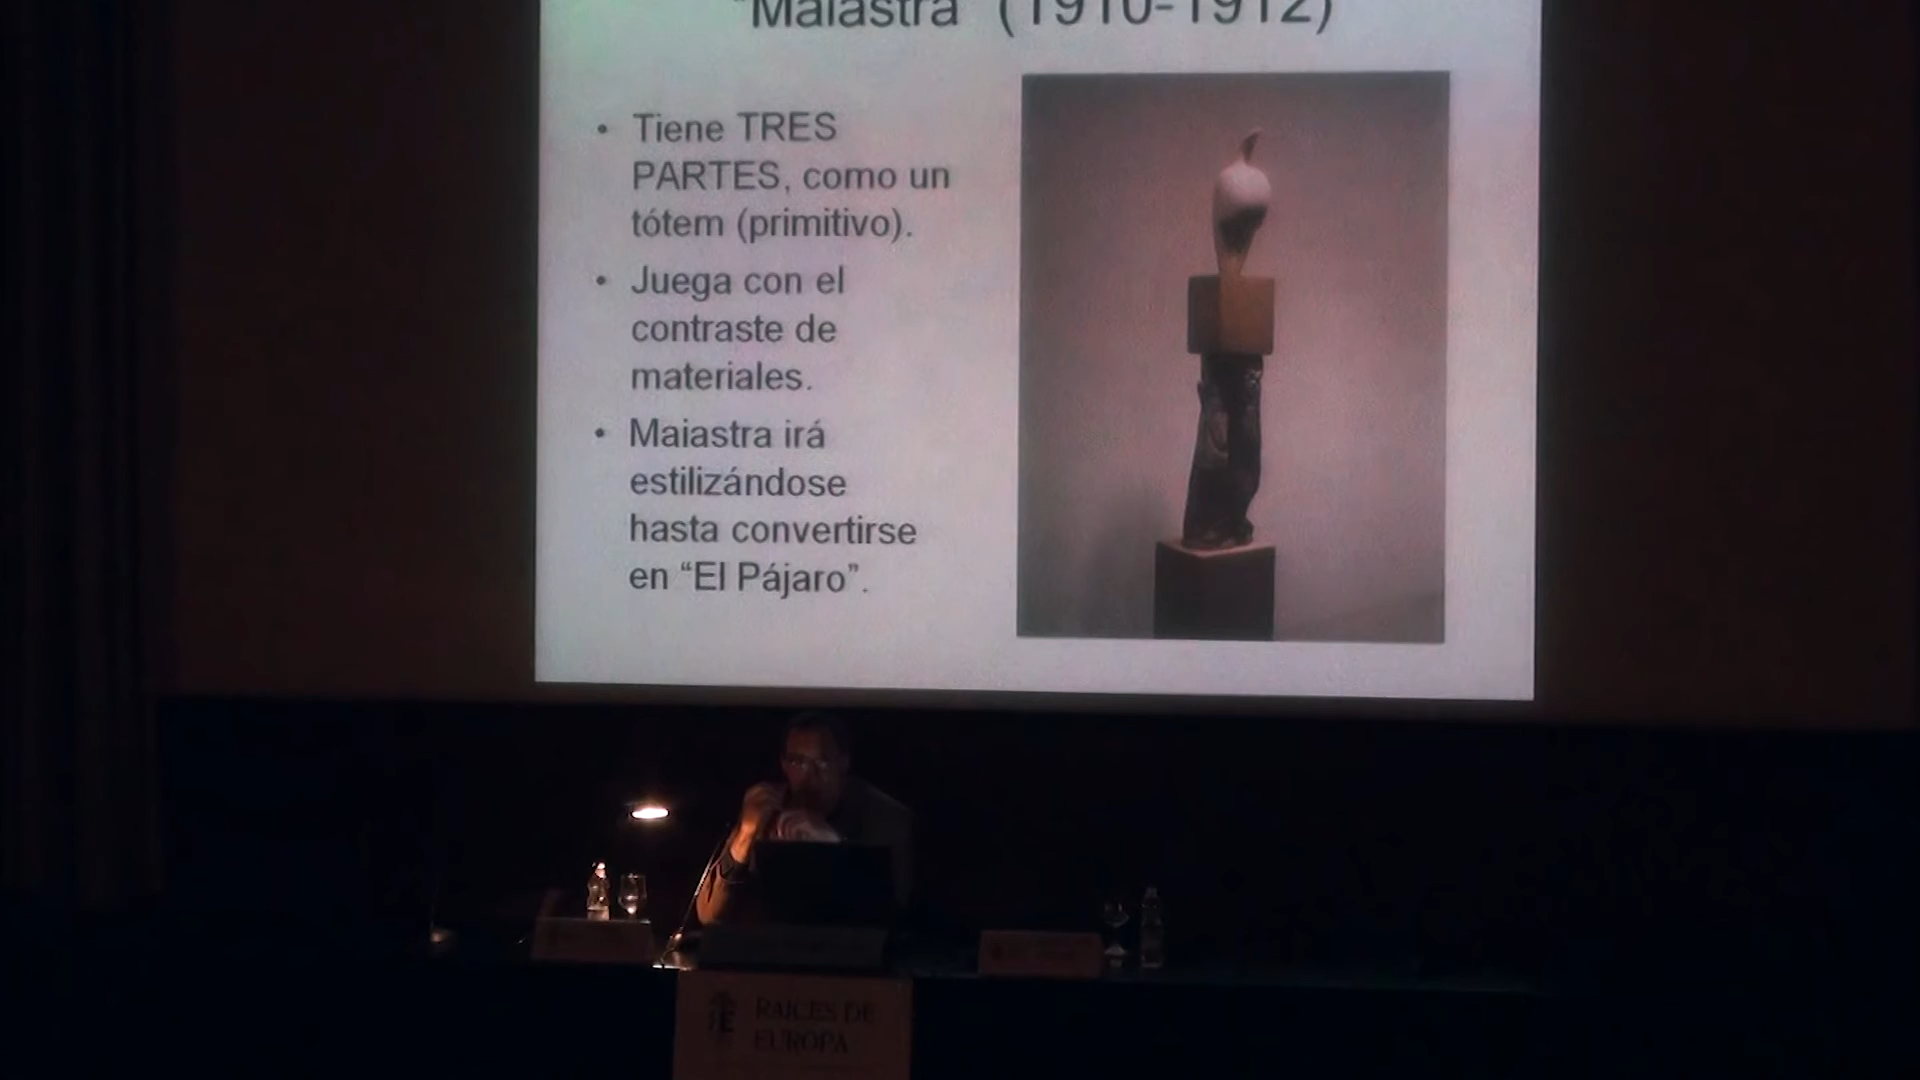 "Maiastra" (1910-1912)
• Tiene TRES
PARTES, como un
tótem (primitivo).
• Juega con el
contraste de
materiales.
• Maiastra irá
estilizándose
hasta convertirse
en “El Pájaro”.
RAICES DE
EUROPA